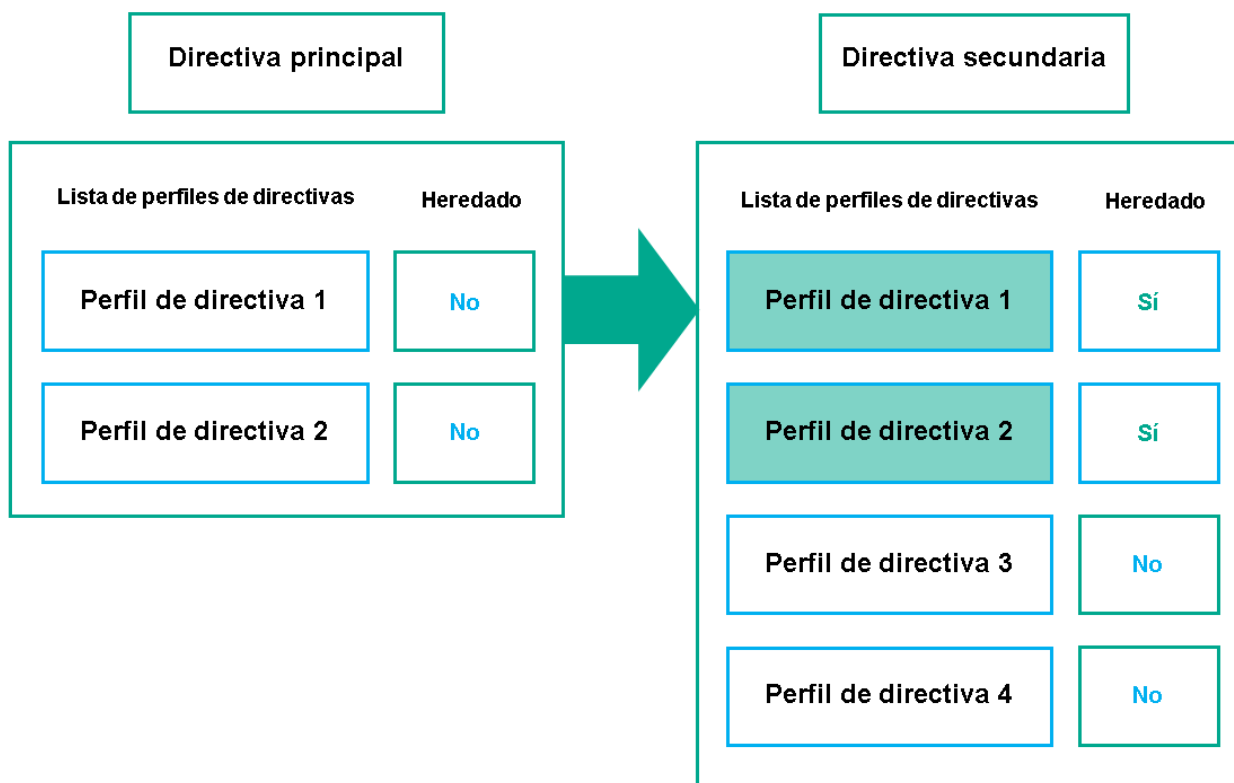 Directiva principal
Lista de perfiles de directivas Heredado
Perfil de directiva 1 No
Perfil de directiva 2 No
Directiva secundaria
Lista de perfiles de directivas Heredado
Perfil de directiva 1 Sí
Perfil de directiva 2 Sí
Perfil de directiva 3 No
Perfil de directiva 4 No